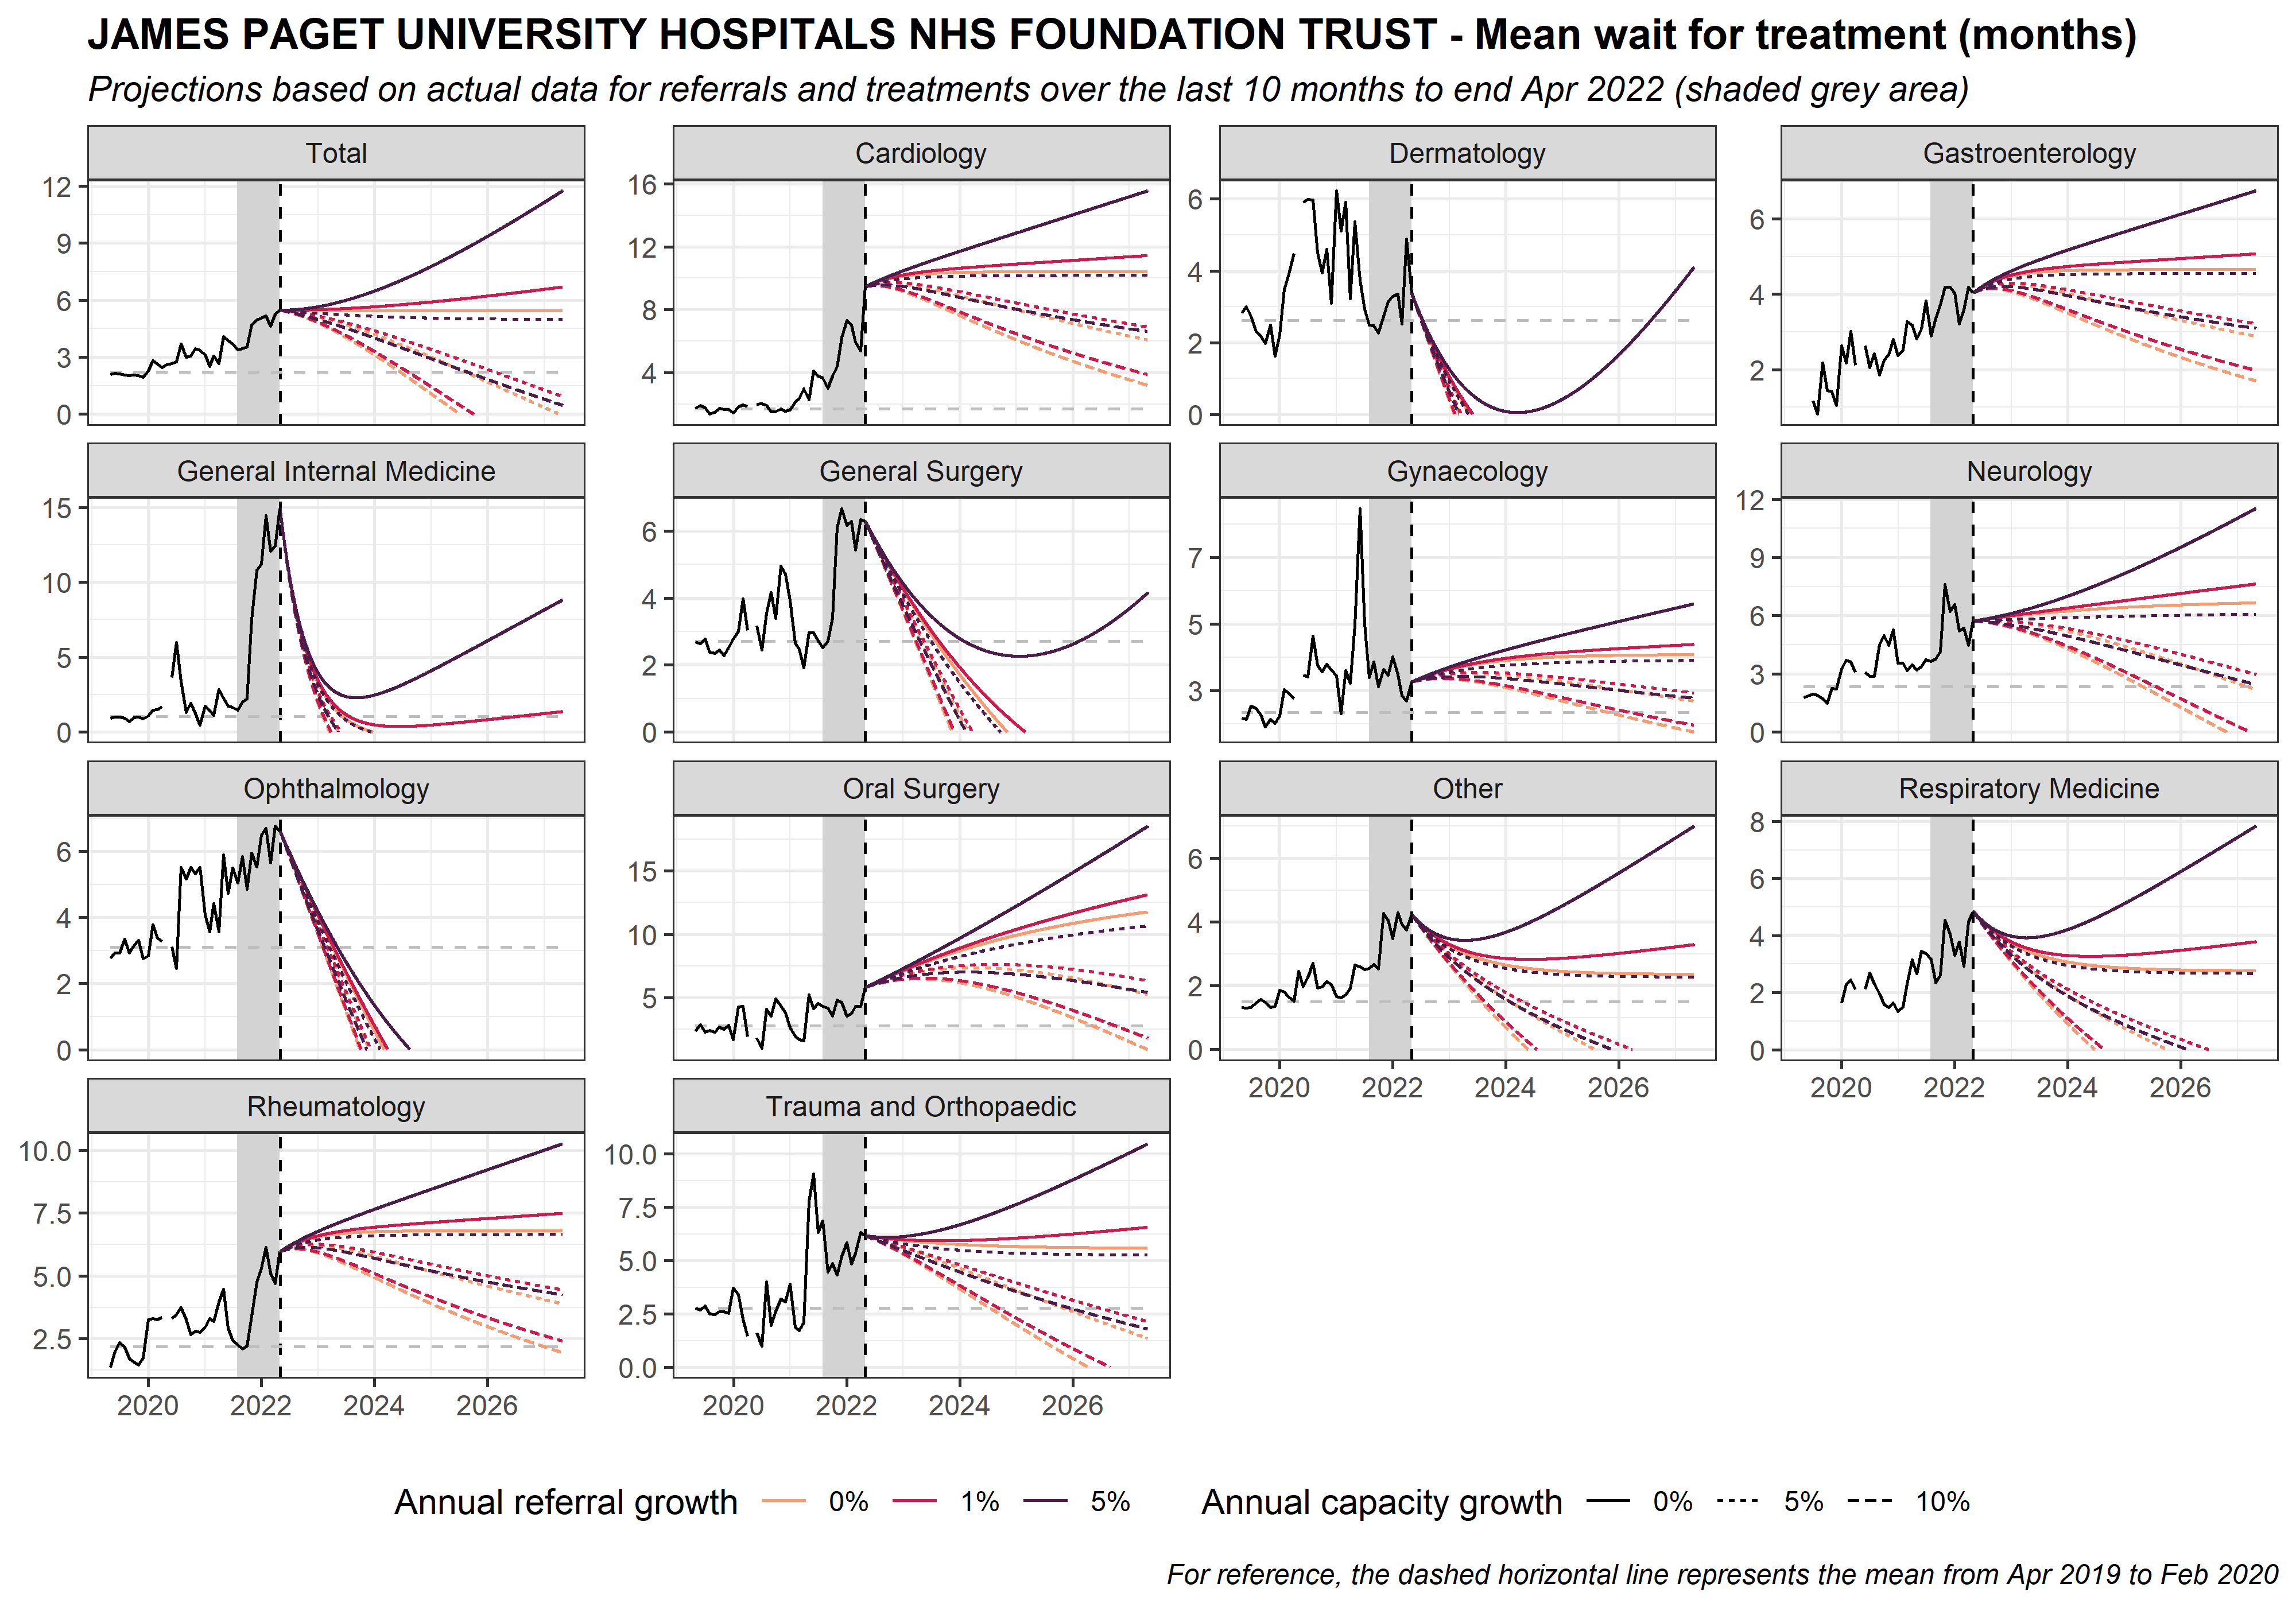 JAMES PAGET UNIVERSITY HOSPITALS NHS FOUNDATION TRUST - Mean wait for treatment (months)
Projections based on actual data for referrals and treatments over the last 10 months to end Apr 2022 (shaded grey area)
Total
12
9
6
3
0
Cardiology
16
12
8
4
Dermatology
6
4
2
0
Gastroenterology
6
4
2
General Internal Medicine
15
10
5
0
General Surgery
6
4
2
0
Gynaecology
7
5
3
Neurology
12
9
6
3
0
Ophthalmology
6
4
2
0
Oral Surgery
15
10
5
Other
6
4
2
0
2020 2022 2024 2026
Respiratory Medicine
8
6
4
2
0
2020 2022 2024 2026
Rheumatology
10.0
7.5
5.0
2.5
2020 2022 2024 2026
Trauma and Orthopaedic
10.0
7.5
5.0
2.5
0.0
2020 2022 2024 2026
Annual referral growth 0% 1% 5%
Annual capacity growth 0% 5% 10%
For reference, the dashed horizontal line represents the mean from Apr 2019 to Feb 2020